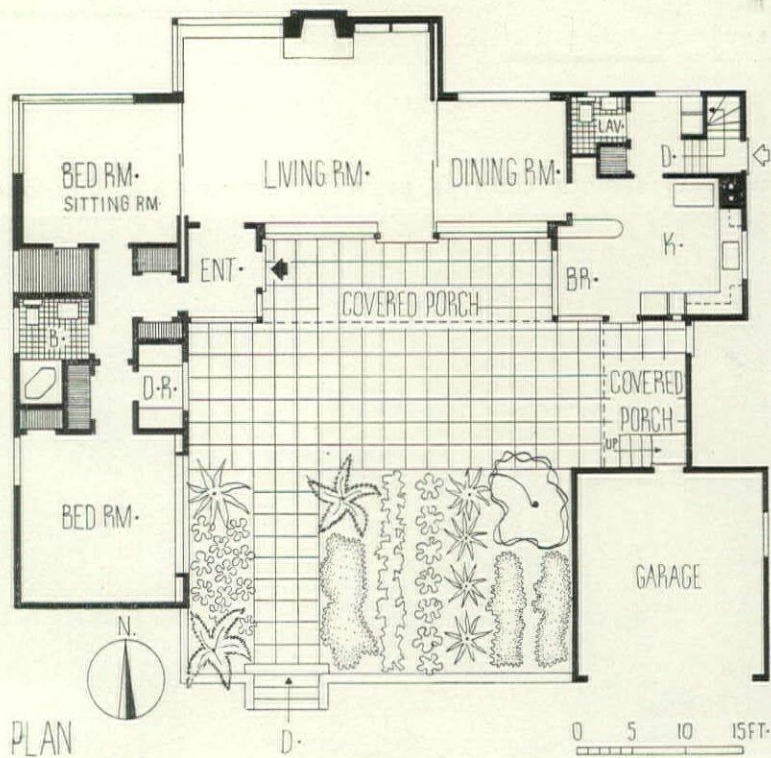 LAV.
BED RM.
SITTING RM.
LIVING RM.
DINING RM.
D.
ENT.
BR.
K.
COVERED PORCH
B.
D.R.
COVERED
PORCH
UP
BED RM.
GARAGE
N.
PLAN
D.
0 5 10 15FT.